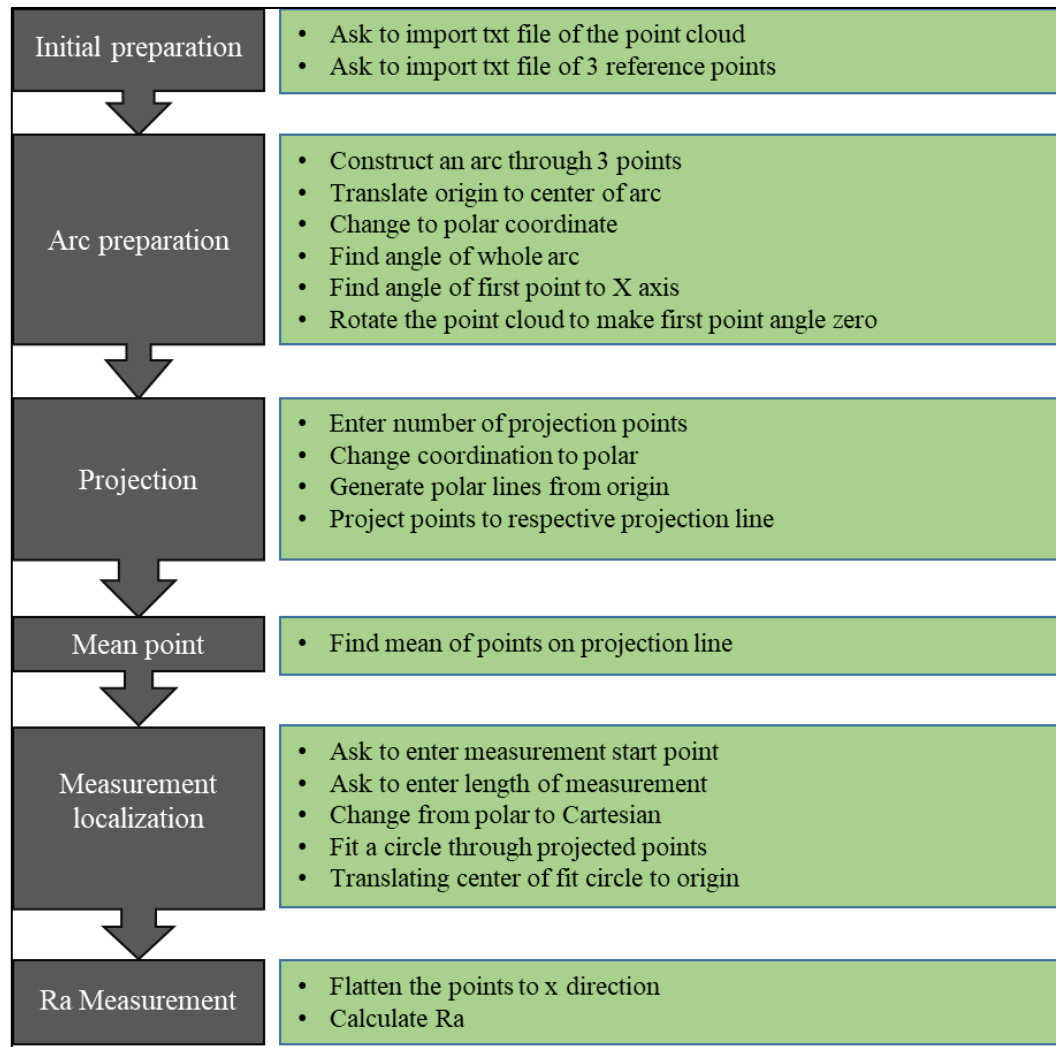 Initial preparation
• Ask to import txt file of the point cloud
• Ask to import txt file of 3 reference points
Arc preparation
• Construct an arc through 3 points
• Translate origin to center of arc
• Change to polar coordinate
• Find angle of whole arc
• Find angle of first point to X axis
• Rotate the point cloud to make first point angle zero
Projection
• Enter number of projection points
• Change coordination to polar
• Generate polar lines from origin
• Project points to respective projection line
Mean point
• Find mean of points on projection line
Measurement
localization
• Ask to enter measurement start point
• Ask to enter length of measurement
• Change from polar to Cartesian
• Fit a circle through projected points
• Translating center of fit circle to origin
Ra Measurement
• Flatten the points to x direction
• Calculate Ra